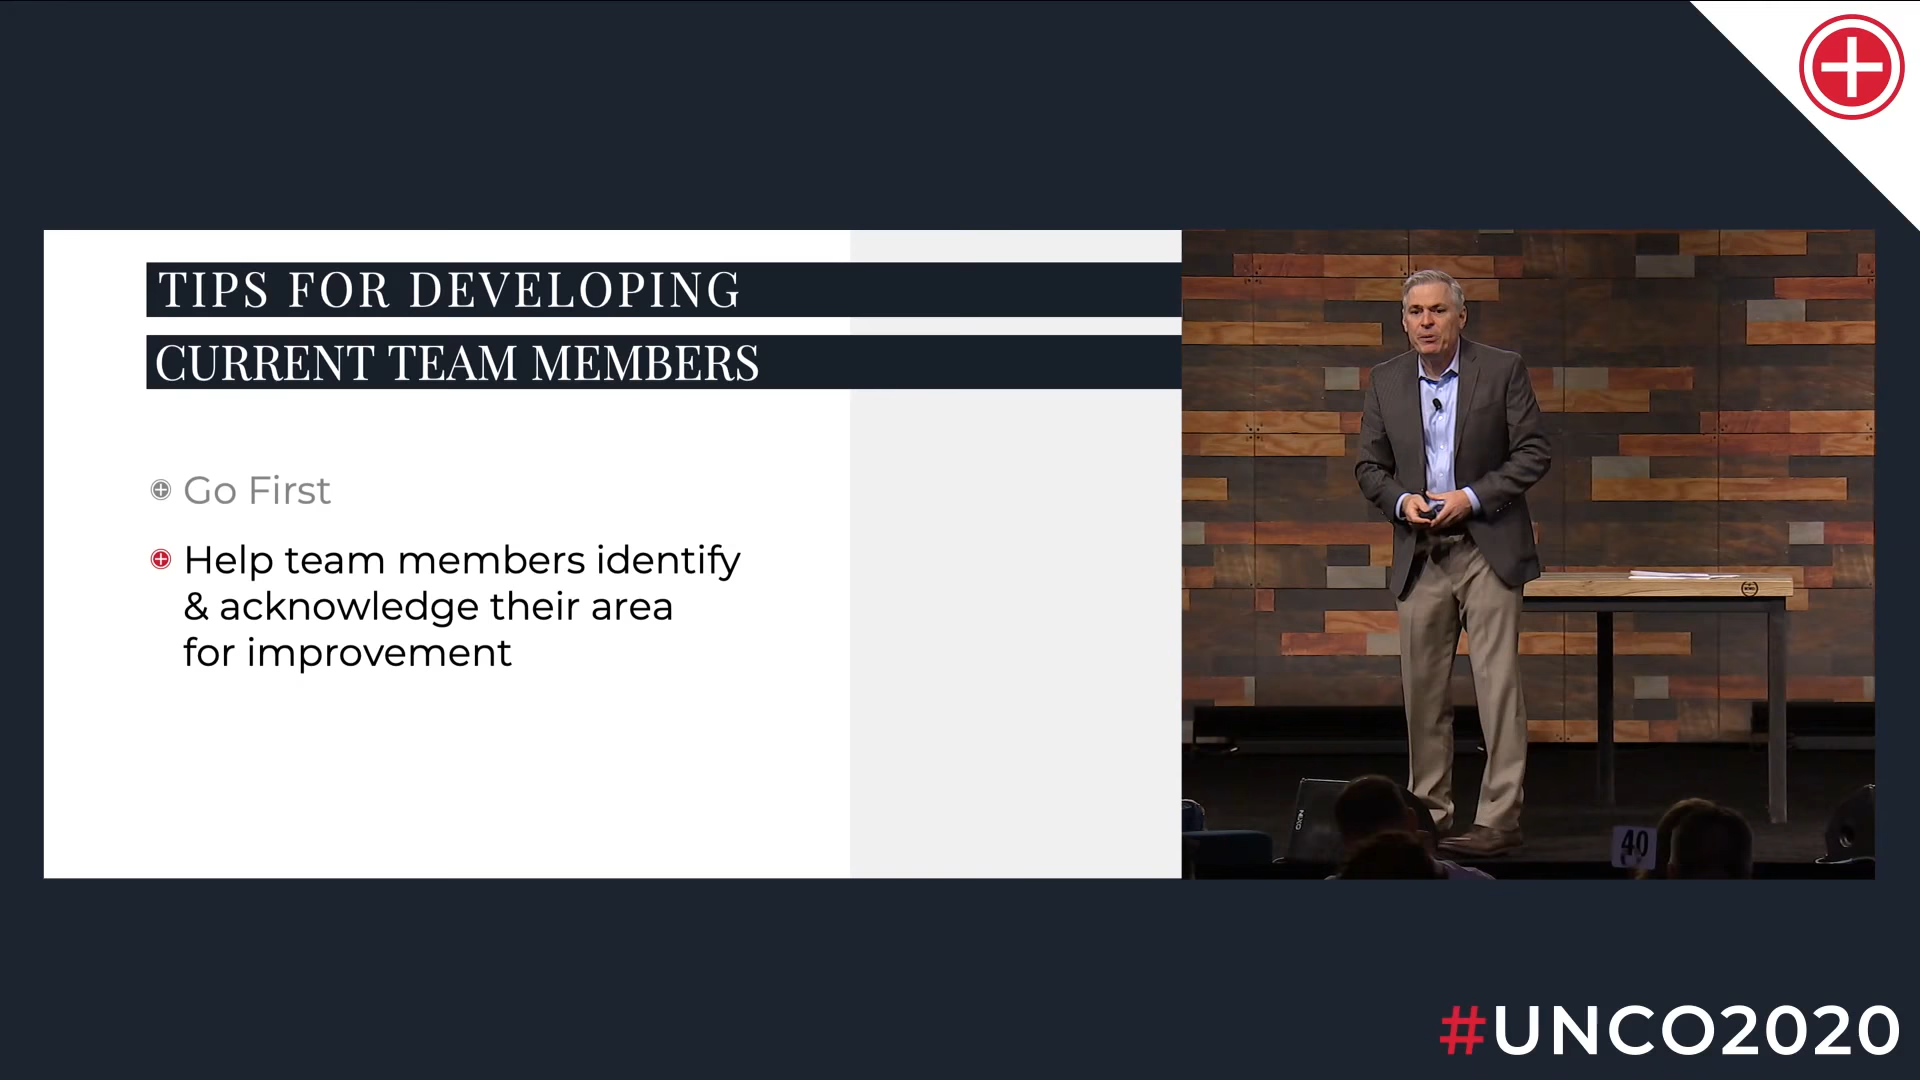 TIPS FOR DEVELOPING
CURRENT TEAM MEMBERS
Go First
Help team members identify
& acknowledge their area
for improvement
NEXO
40
#UNCO2020